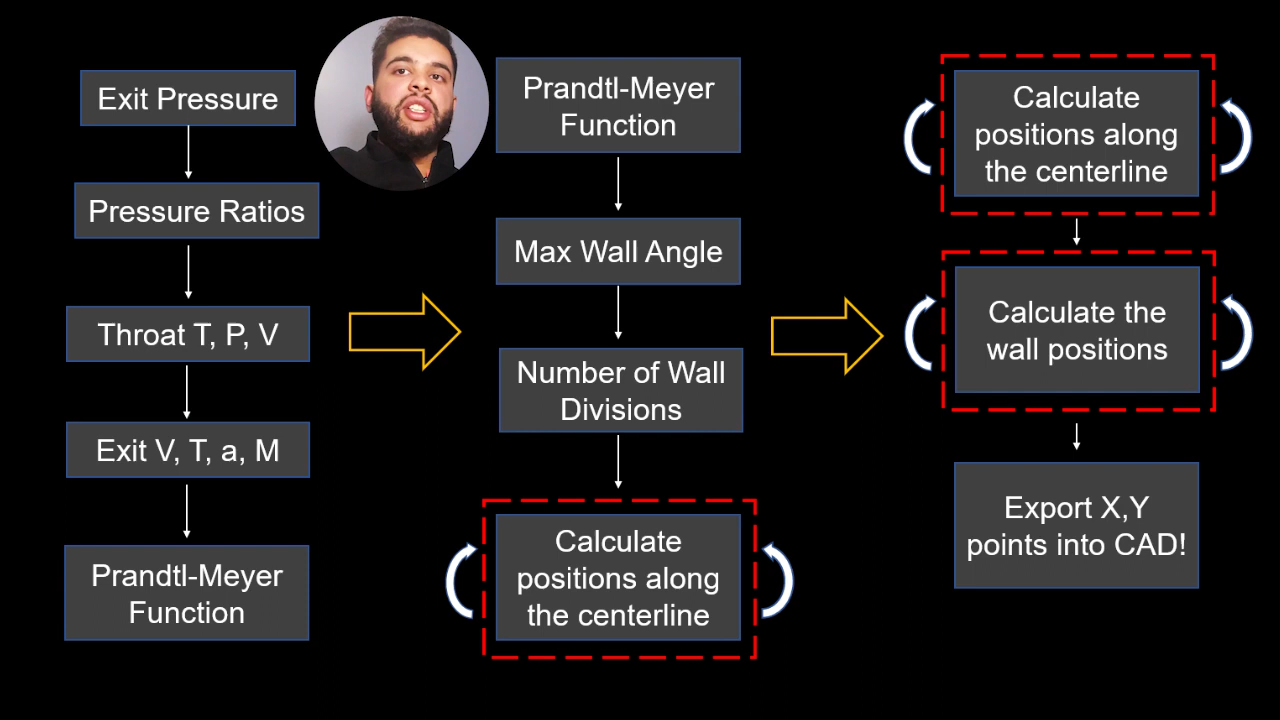 Exit Pressure
Pressure Ratios
Throat T, P, V
Exit V, T, a, M
Prandtl-Meyer
Function
Prandtl-Meyer
Function
Max Wall Angle
Number of Wall
Divisions
Calculate
positions along
the centerline
Calculate
positions along
the centerline
Calculate the
wall positions
Export X,Y
points into CAD!